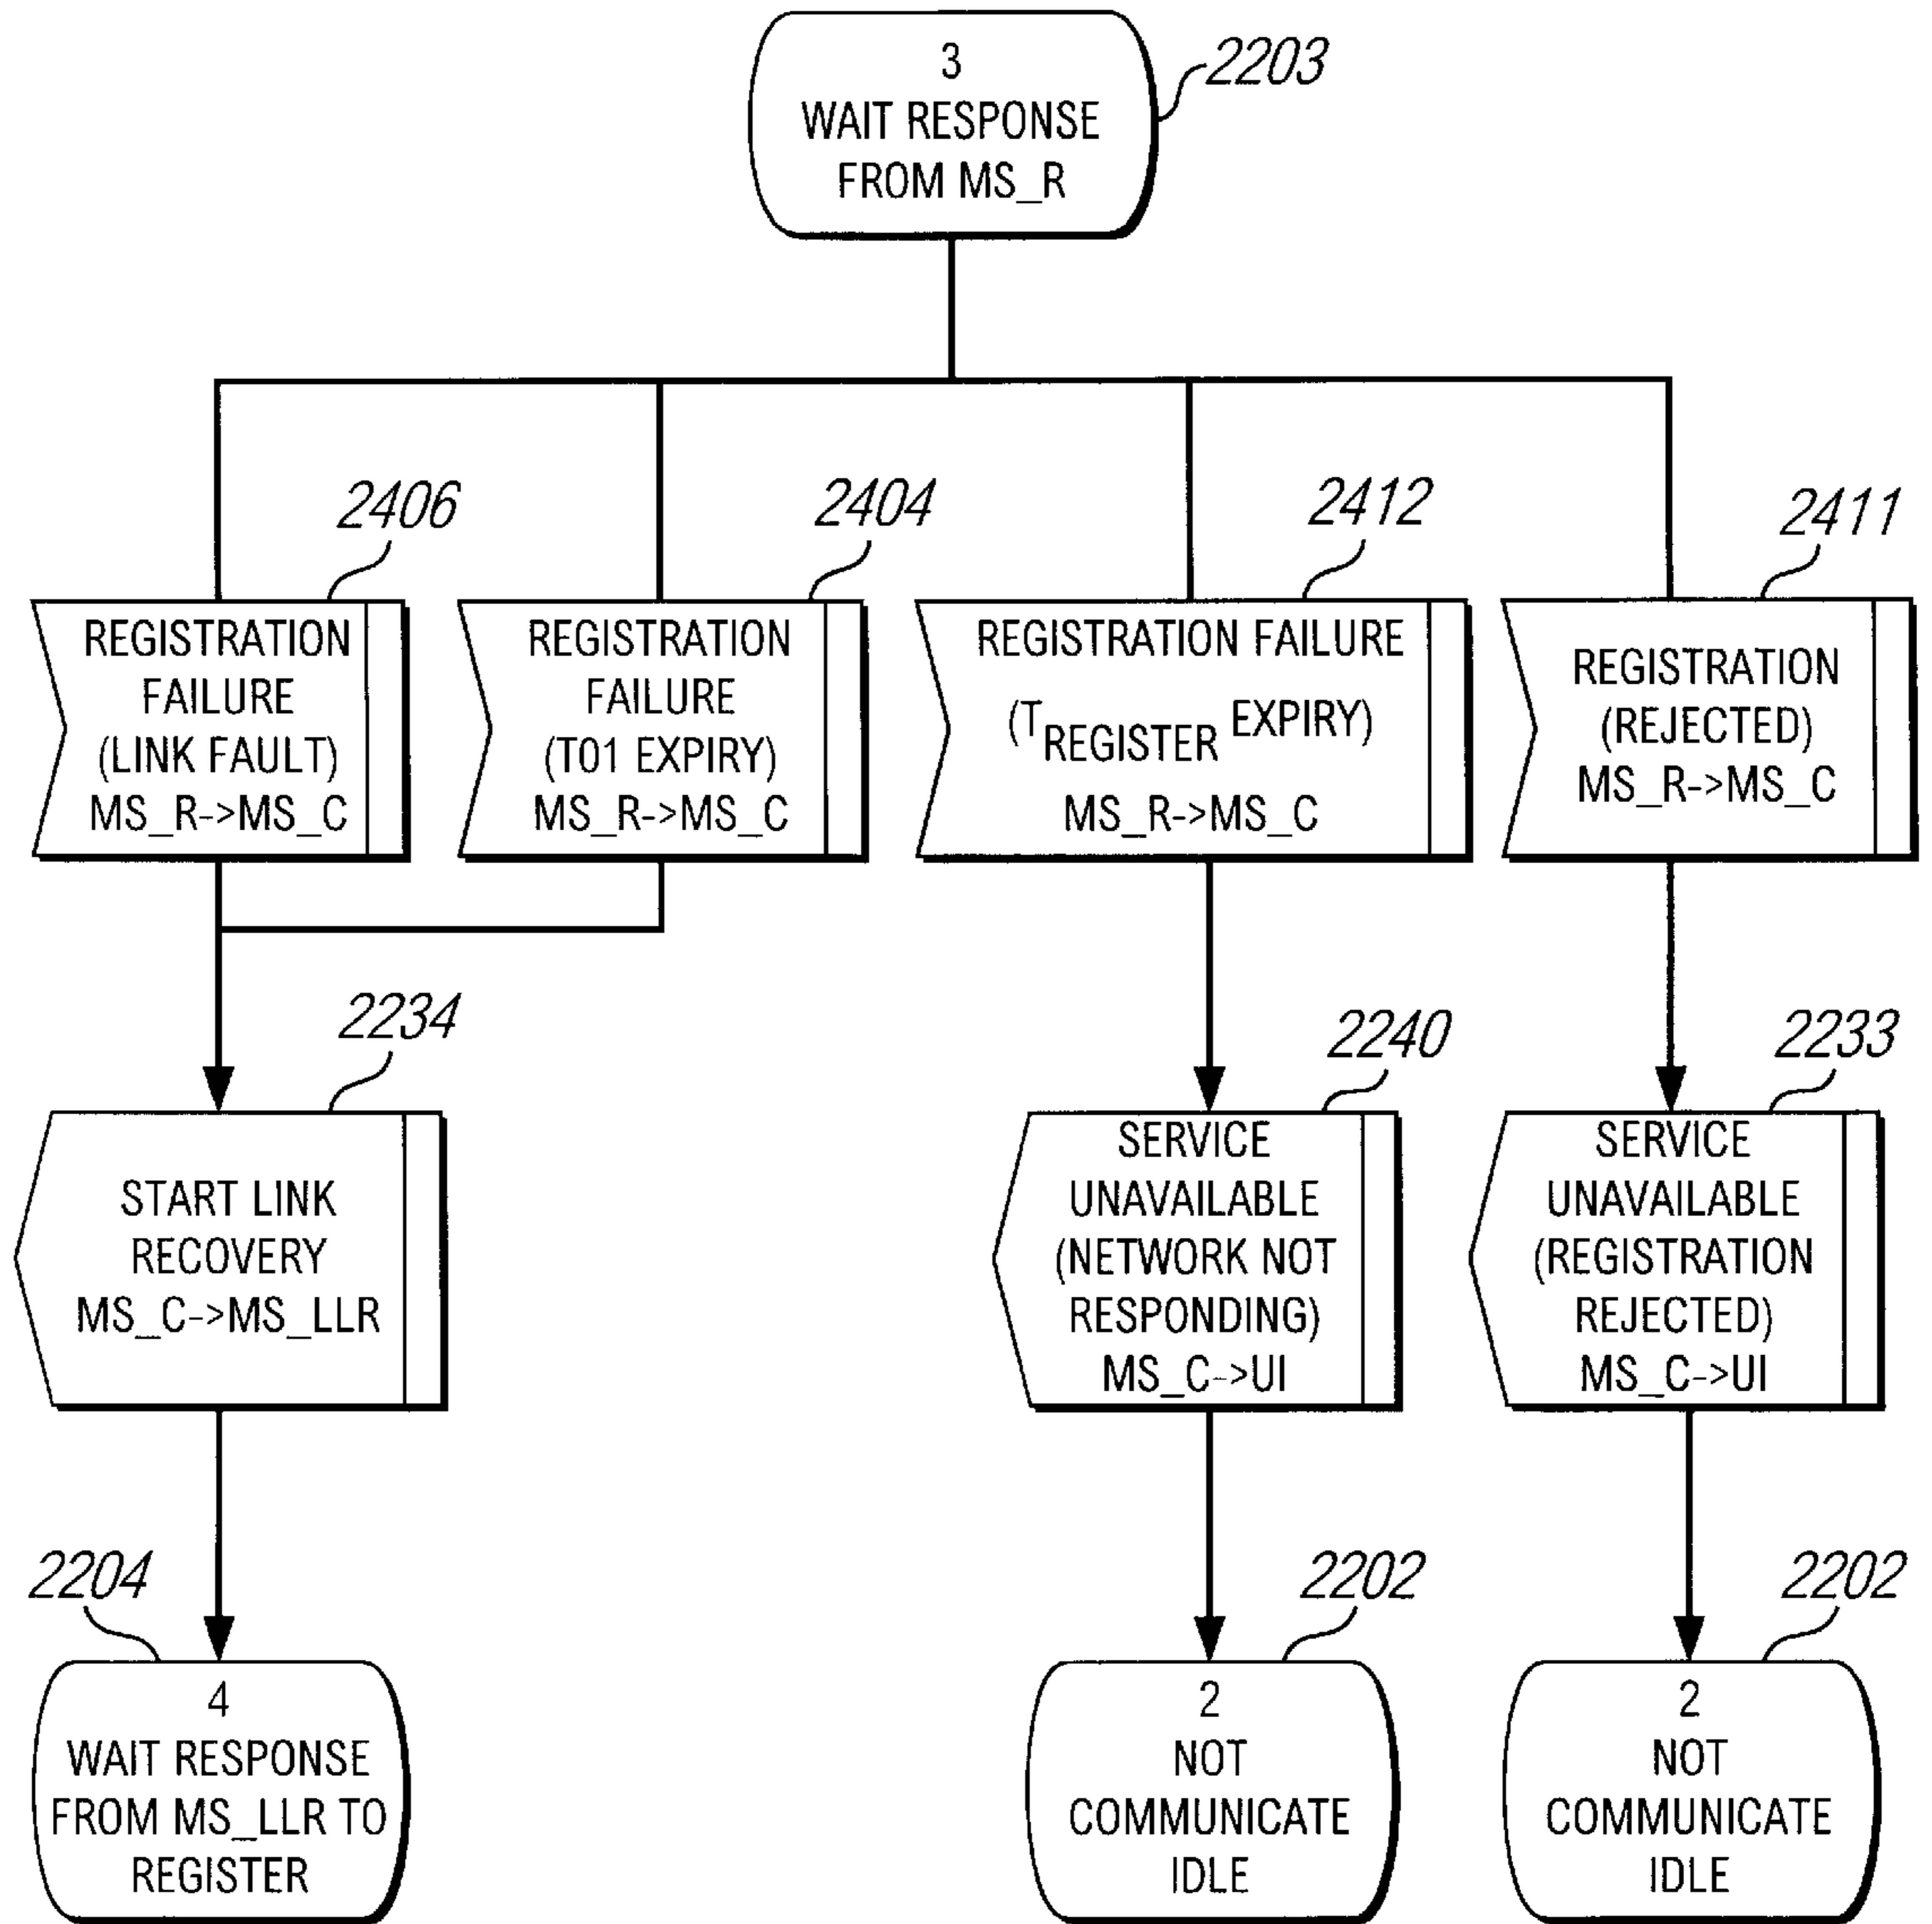 3
WAIT RESPONSE
FROM MS_R
2203
2406
REGISTRATION
FAILURE
(LINK FAULT)
MS_R->MS_C
2404
REGISTRATION
FAILURE
(T01 EXPIRY)
MS_R->MS_C
2412
REGISTRATION FAILURE
(TREGISTER EXPIRY)
MS_R->MS_C
2411
REGISTRATION
(REJECTED)
MS_R->MS_C
2234
START LINK
RECOVERY
MS_C->MS_LLR
2240
SERVICE
UNAVAILABLE
(NETWORK NOT
RESPONDING)
MS_C->UI
2233
SERVICE
UNAVAILABLE
(REGISTRATION
REJECTED)
MS_C->UI
2204
4
WAIT RESPONSE
FROM MS_LLR TO
REGISTER
2202
2
NOT
COMMUNICATE
IDLE
2202
2
NOT
COMMUNICATE
IDLE